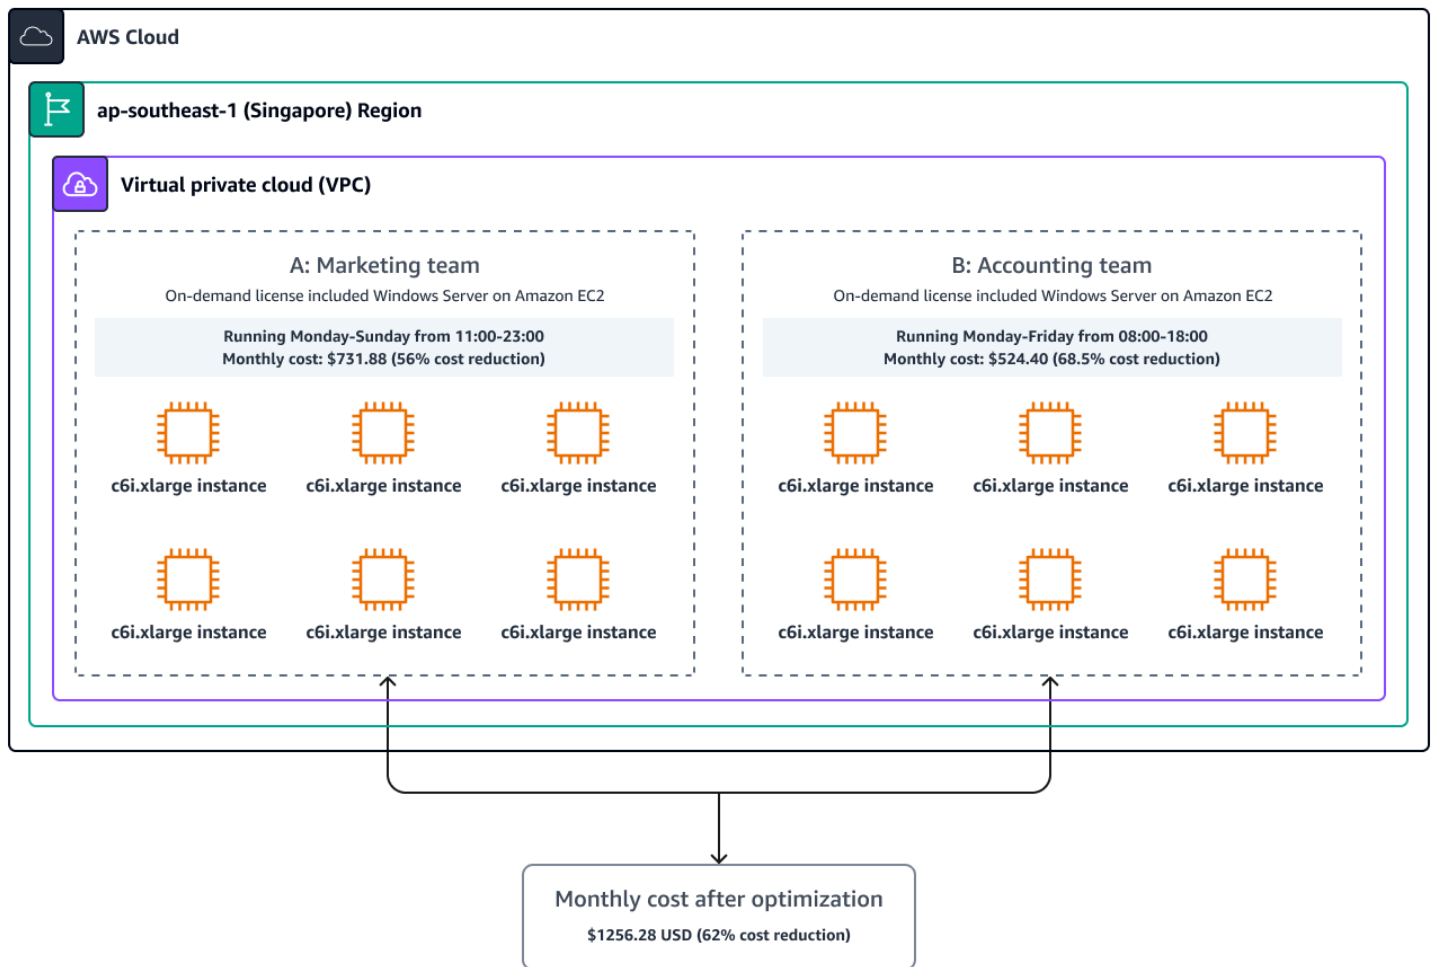 AWS Cloud
ap-southeast-1 (Singapore) Region
Virtual private cloud (VPC)
A: Marketing team
On-demand license included Windows Server on Amazon EC2
Running Monday-Sunday from 11:00-23:00
Monthly cost: $731.88 (56% cost reduction)
c6i.xlarge instance
c6i.xlarge instance
c6i.xlarge instance
c6i.xlarge instance
c6i.xlarge instance
c6i.xlarge instance
B: Accounting team
On-demand license included Windows Server on Amazon EC2
Running Monday-Friday from 08:00-18:00
Monthly cost: $524.40 (68.5% cost reduction)
c6i.xlarge instance
c6i.xlarge instance
c6i.xlarge instance
c6i.xlarge instance
c6i.xlarge instance
c6i.xlarge instance
Monthly cost after optimization
$1256.28 USD (62% cost reduction)